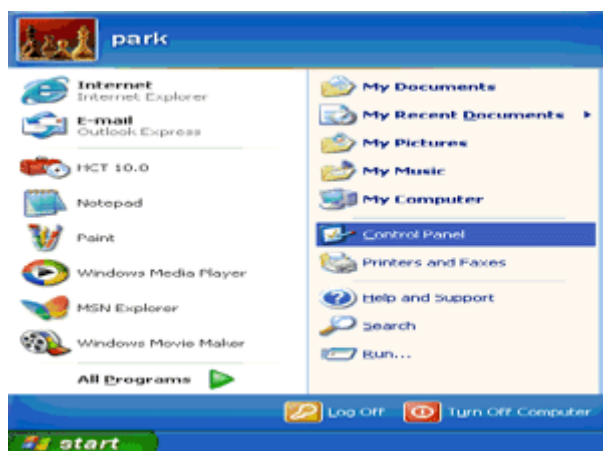 park
Internet
Internet Explorer
E-mail
Outlook Express
HCT 10.0
Notepad
Paint
Windows Media Player
MSN Explorer
Windows Movie Maker
All Programs
My Documents
My Recent Documents
My Pictures
My Music
My Computer
Control Panel
Printers and Faxes
Help and Support
Search
Run...
Log Off
Turn Off Computer
start